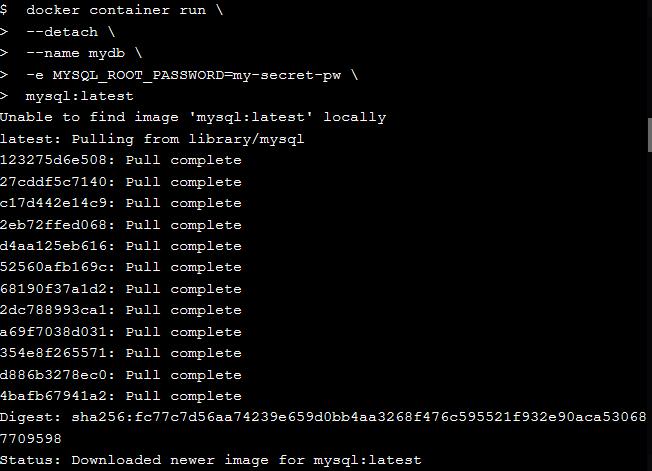 $  docker container run \
>  --detach \
>  --name mydb \
>  -e MYSQL_ROOT_PASSWORD=my-secret-pw \
>  mysql:latest
Unable to find image 'mysql:latest' locally
latest: Pulling from library/mysql
123275d6e508: Pull complete
27cddf5c7140: Pull complete
c17d442e14c9: Pull complete
2eb72ffed068: Pull complete
d4aa125eb616: Pull complete
52560afb169c: Pull complete
68190f37a1d2: Pull complete
2dc788993ca1: Pull complete
a69f7038d031: Pull complete
354e8f265571: Pull complete
d886b3278ec0: Pull complete
4bafb67941a2: Pull complete
Digest: sha256:fc77c7d56aa74239e659d0bb4aa3268f476c595521f932e90aca53068
7709598
Status: Downloaded newer image for mysql:latest